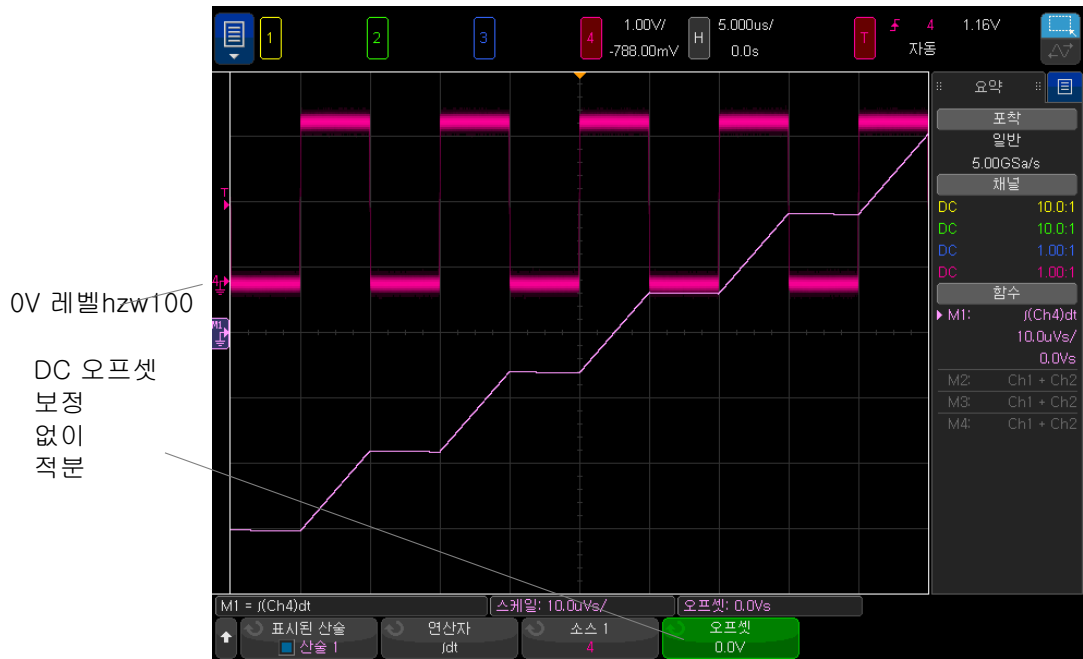 1 2 3 4 1.00V/ -788.00mV H 5.000us/ 0.0s T 4 1.16V 자동
요약
포착
일반
5.00GSa/s
채널
DC 10.0:1
DC 10.0:1
DC 1.00:1
DC 1.00:1
함수
M1: ∫(Ch4)dt
10.0uVs/
0.0Vs
M2: Ch1 + Ch2
M3: Ch1 + Ch2
M4: Ch1 + Ch2
T
4
M1
0V 레벨hzw100
DC 오프셋
보정
없이
적분
M1 = ∫(Ch4)dt 스케일: 10.0uVs/ 오프셋: 0.0Vs
표시된 산술
산술 1
연산자
∫dt
소스 1
4
오프셋
0.0V